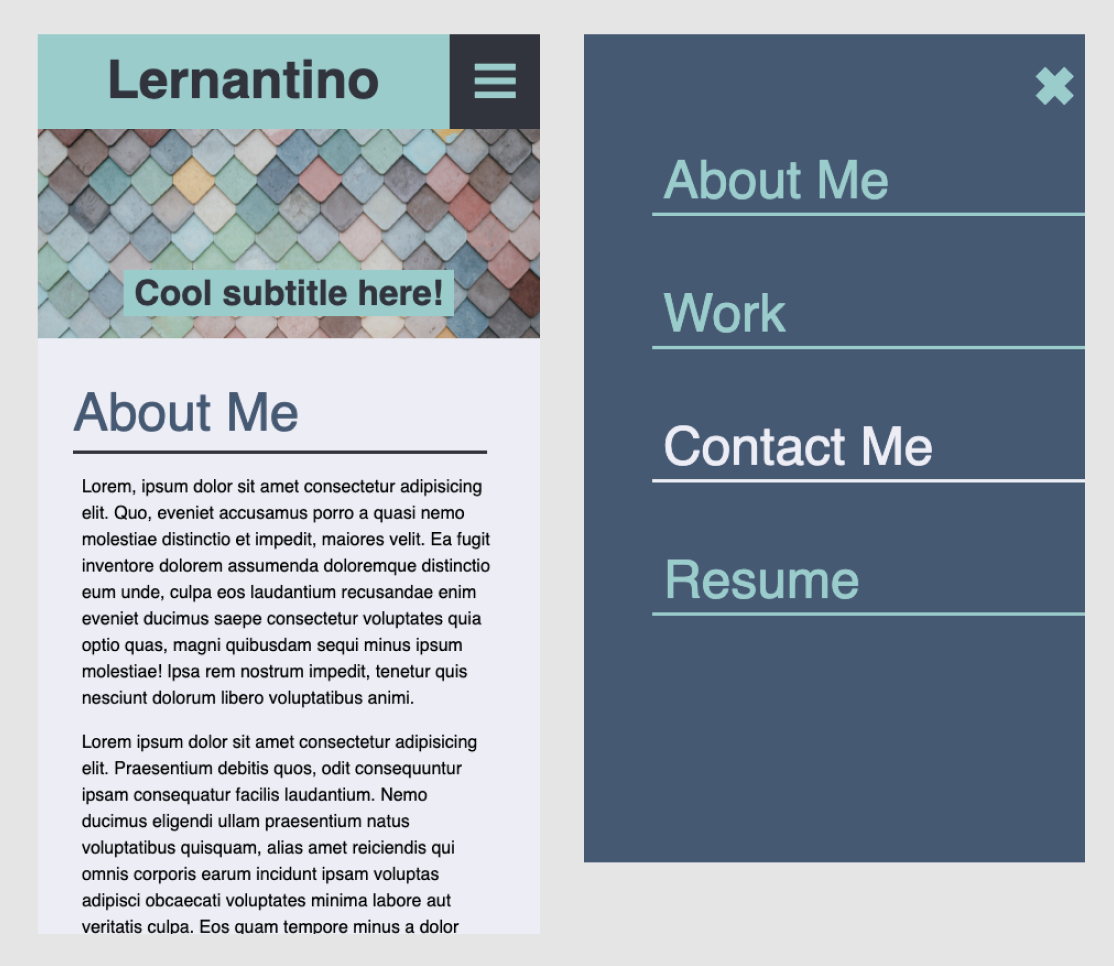 Lernantino
Cool subtitle here!
About Me
Lorem, ipsum dolor sit amet consectetur adipisicing
elit. Quo, eveniet accusamus porro a quasi nemo
molestiae distinctio et impedit, maiores velit. Ea fugit
inventore dolorem assumenda doloremque distinctio
eum unde, culpa eos laudantium recusandae enim
eveniet ducimus saepe consectetur voluptates quia
optio quas, magni quibusdam sequi minus ipsum
molestiae! Ipsa rem nostrum impedit, tenetur quis
nesciunt dolorum libero voluptatibus animi.
Lorem ipsum dolor sit amet consectetur adipisicing
elit. Praesentium debitis quos, odit consequuntur
ipsam consequatur facilis laudantium. Nemo
ducimus eligendi ullam praesentium natus
voluptatibus quisquam, alias amet reiciendis qui
omnis corporis earum incidunt ipsam voluptas
adipisci obcaecati voluptates minima labore aut
veritatis culpa. Eos quam tempore minus a dolor
About Me
Work
Contact Me
Resume